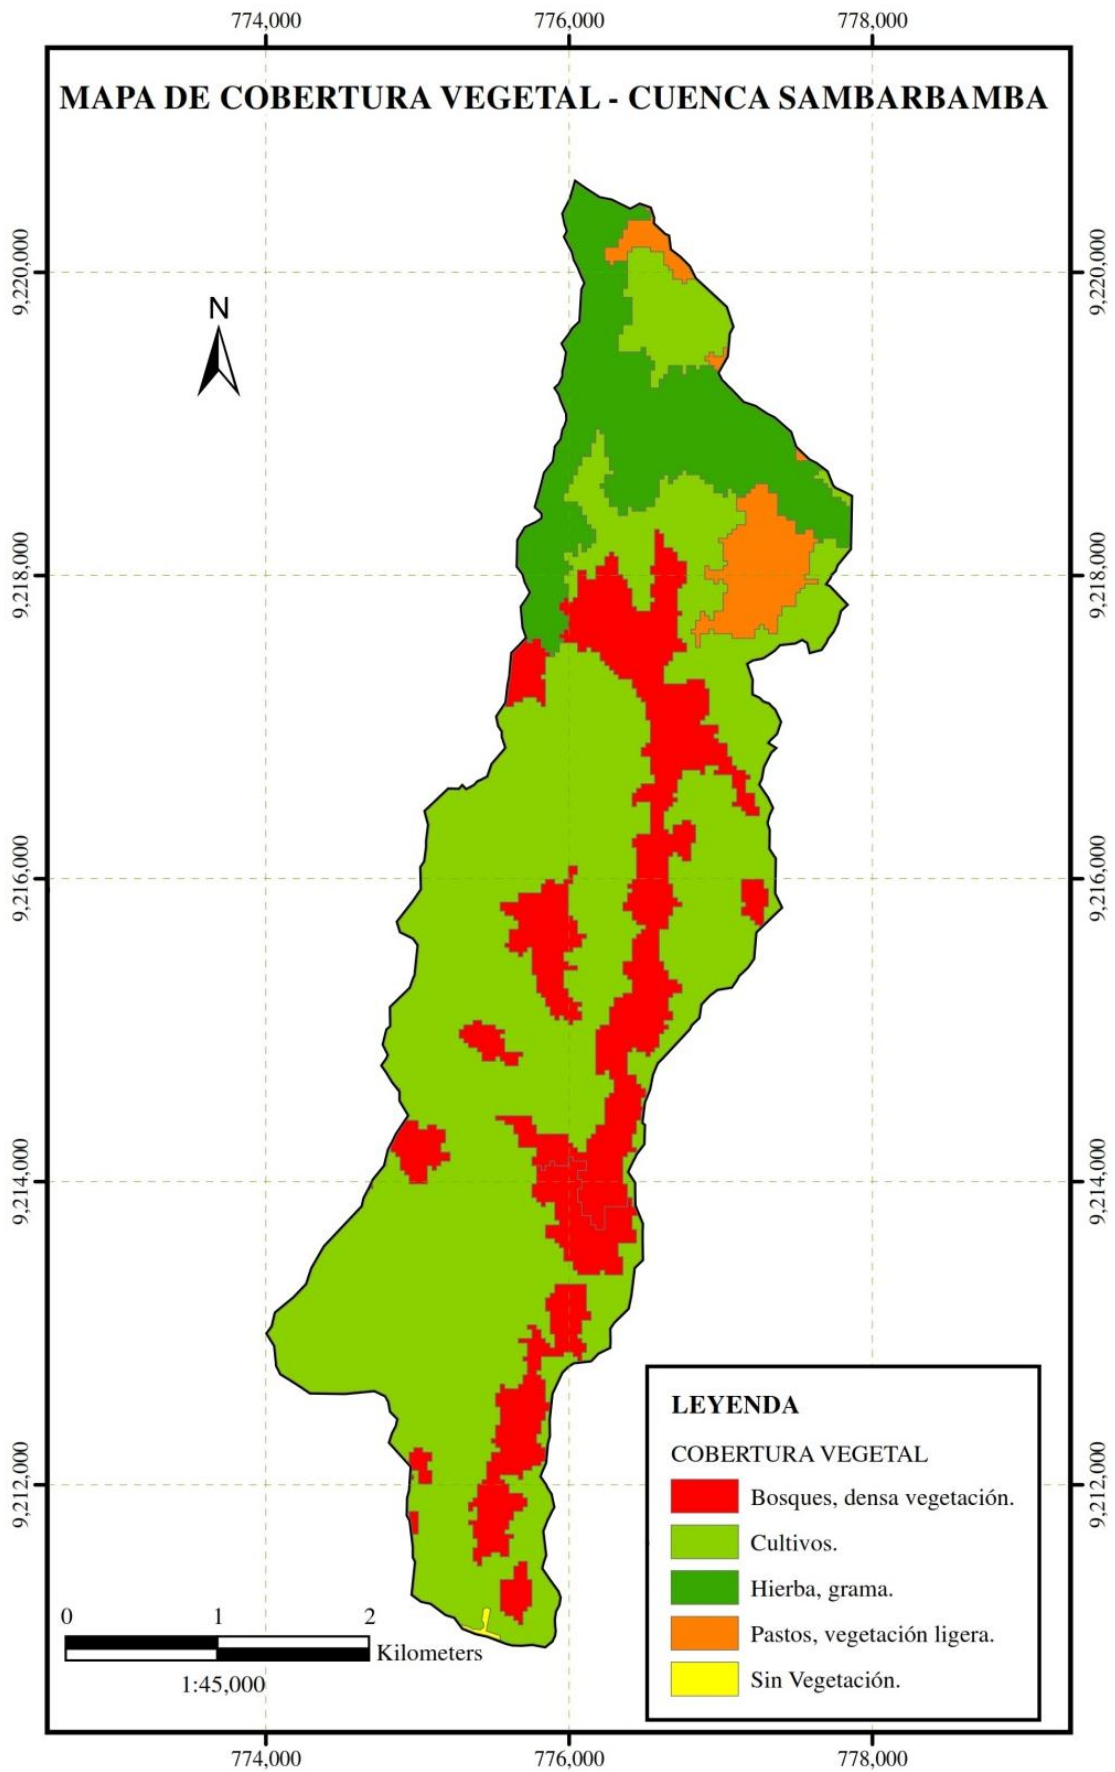 774,000 776,000 778,000
MAPA DE COBERTURA VEGETAL - CUENCA SAMBARBAMBA
9,220,000 9,220,000
N
9,218,000 9,218,000
9,216,000 9,216,000
9,214,000 9,214,000
9,212,000 9,212,000
LEYENDA
COBERTURA VEGETAL
Bosques, densa vegetación.
Cultivos.
Hierba, grama.
Pastos, vegetación ligera.
Sin Vegetación.
0 1 2
Kilometers
1:45,000
774,000 776,000 778,000